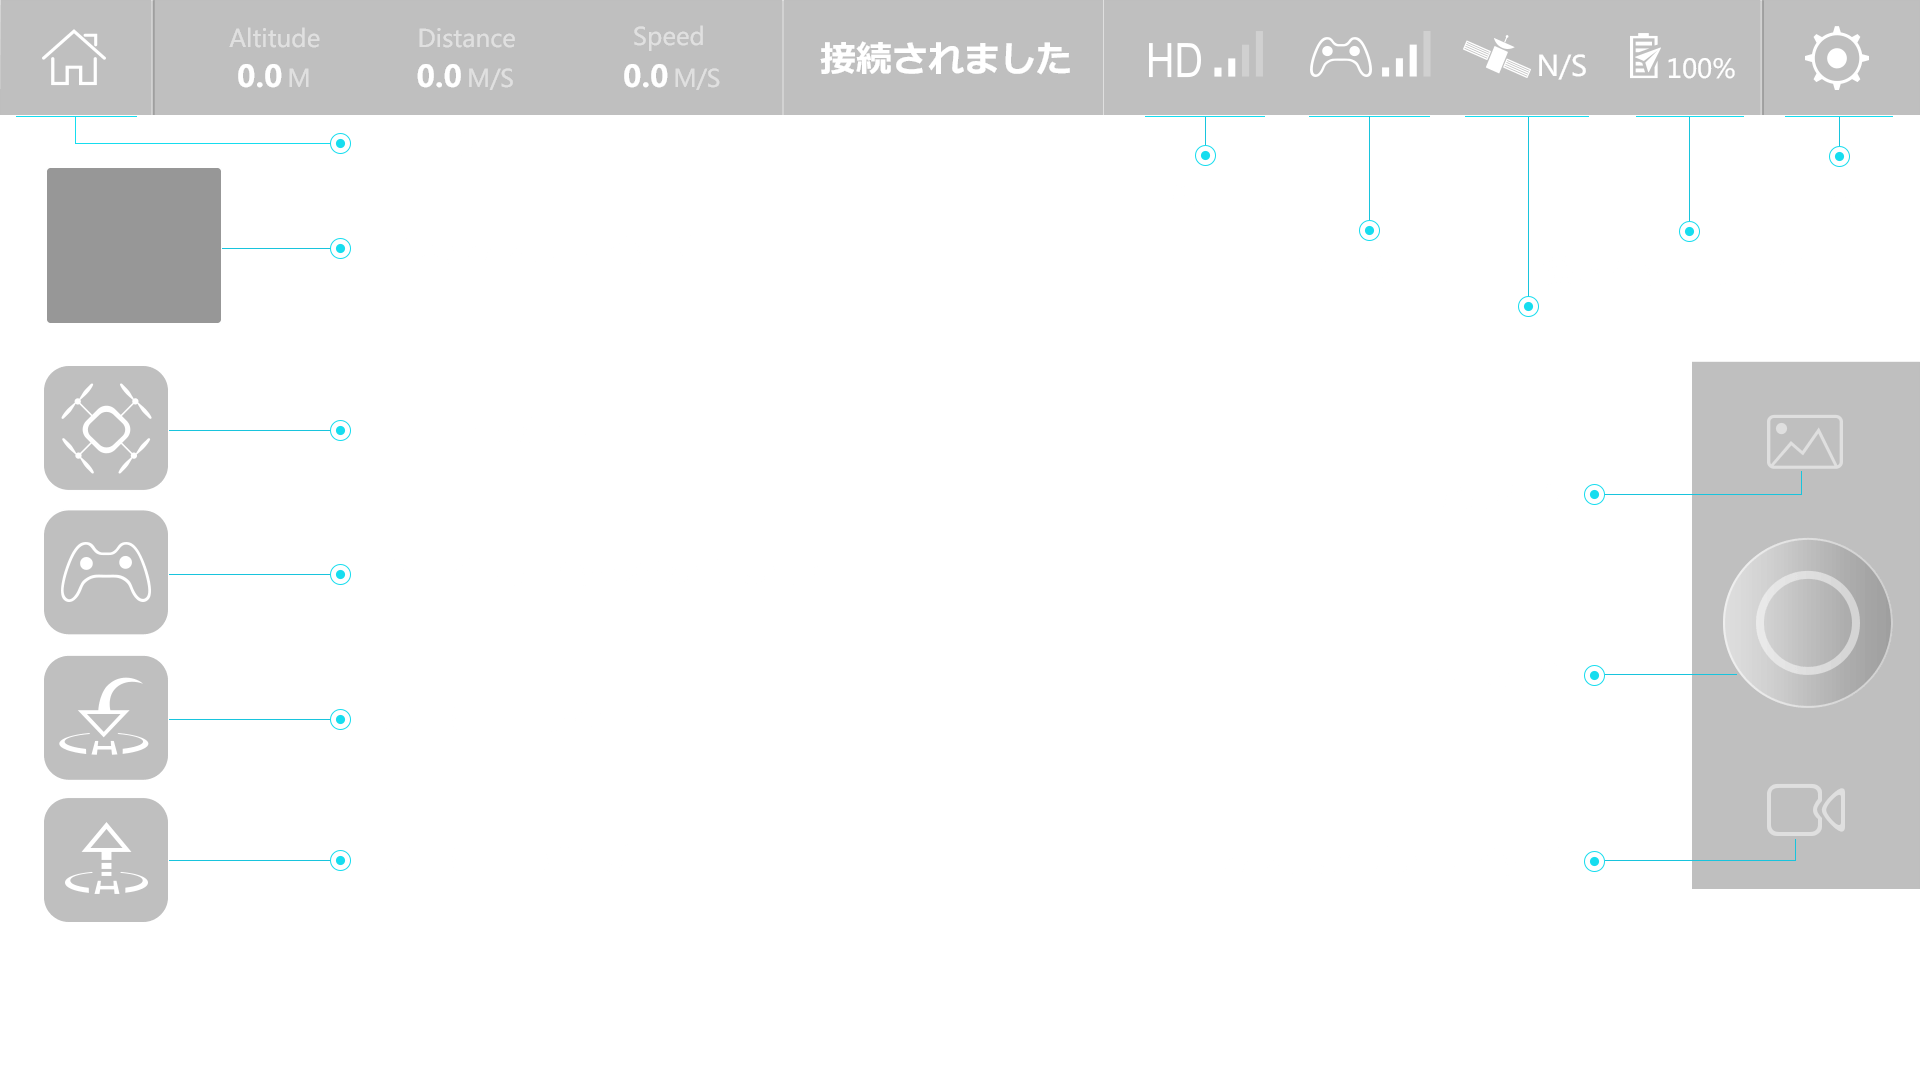 Altitude
0.0 M
Distance
0.0 M/S
Speed
0.0 M/S
接続されました
HD
N/S
100%